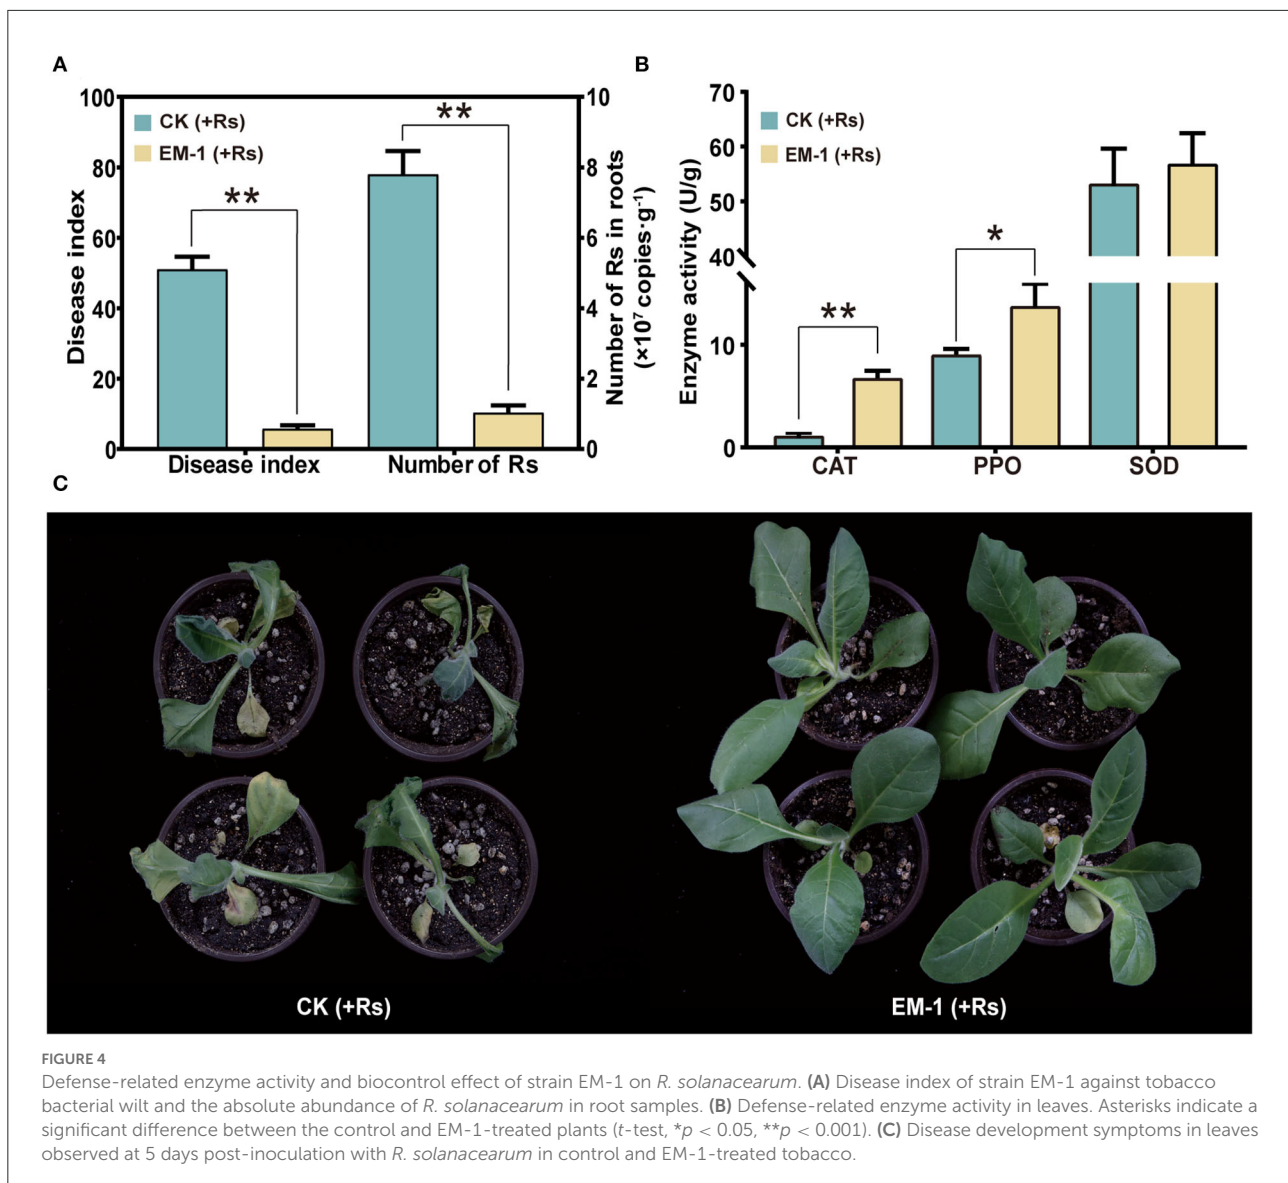 A
100
80
60
40
20
0
Disease index
CK (+Rs)
EM-1 (+Rs)
**
**
10
8
6
4
2
0
Number of Rs in roots
(×10⁷ copies·g⁻¹)
Disease index
Number of Rs
B
70
60
50
40
10
0
Enzyme activity (U/g)
CK (+Rs)
EM-1 (+Rs)
**
*
CAT
PPO
SOD
C
CK (+Rs)
EM-1 (+Rs)
FIGURE 4
Defense-related enzyme activity and biocontrol effect of strain EM-1 on R. solanacearum. (A) Disease index of strain EM-1 against tobacco
bacterial wilt and the absolute abundance of R. solanacearum in root samples. (B) Defense-related enzyme activity in leaves. Asterisks indicate a
significant difference between the control and EM-1-treated plants (t-test, *p < 0.05, **p < 0.001). (C) Disease development symptoms in leaves
observed at 5 days post-inoculation with R. solanacearum in control and EM-1-treated tobacco.